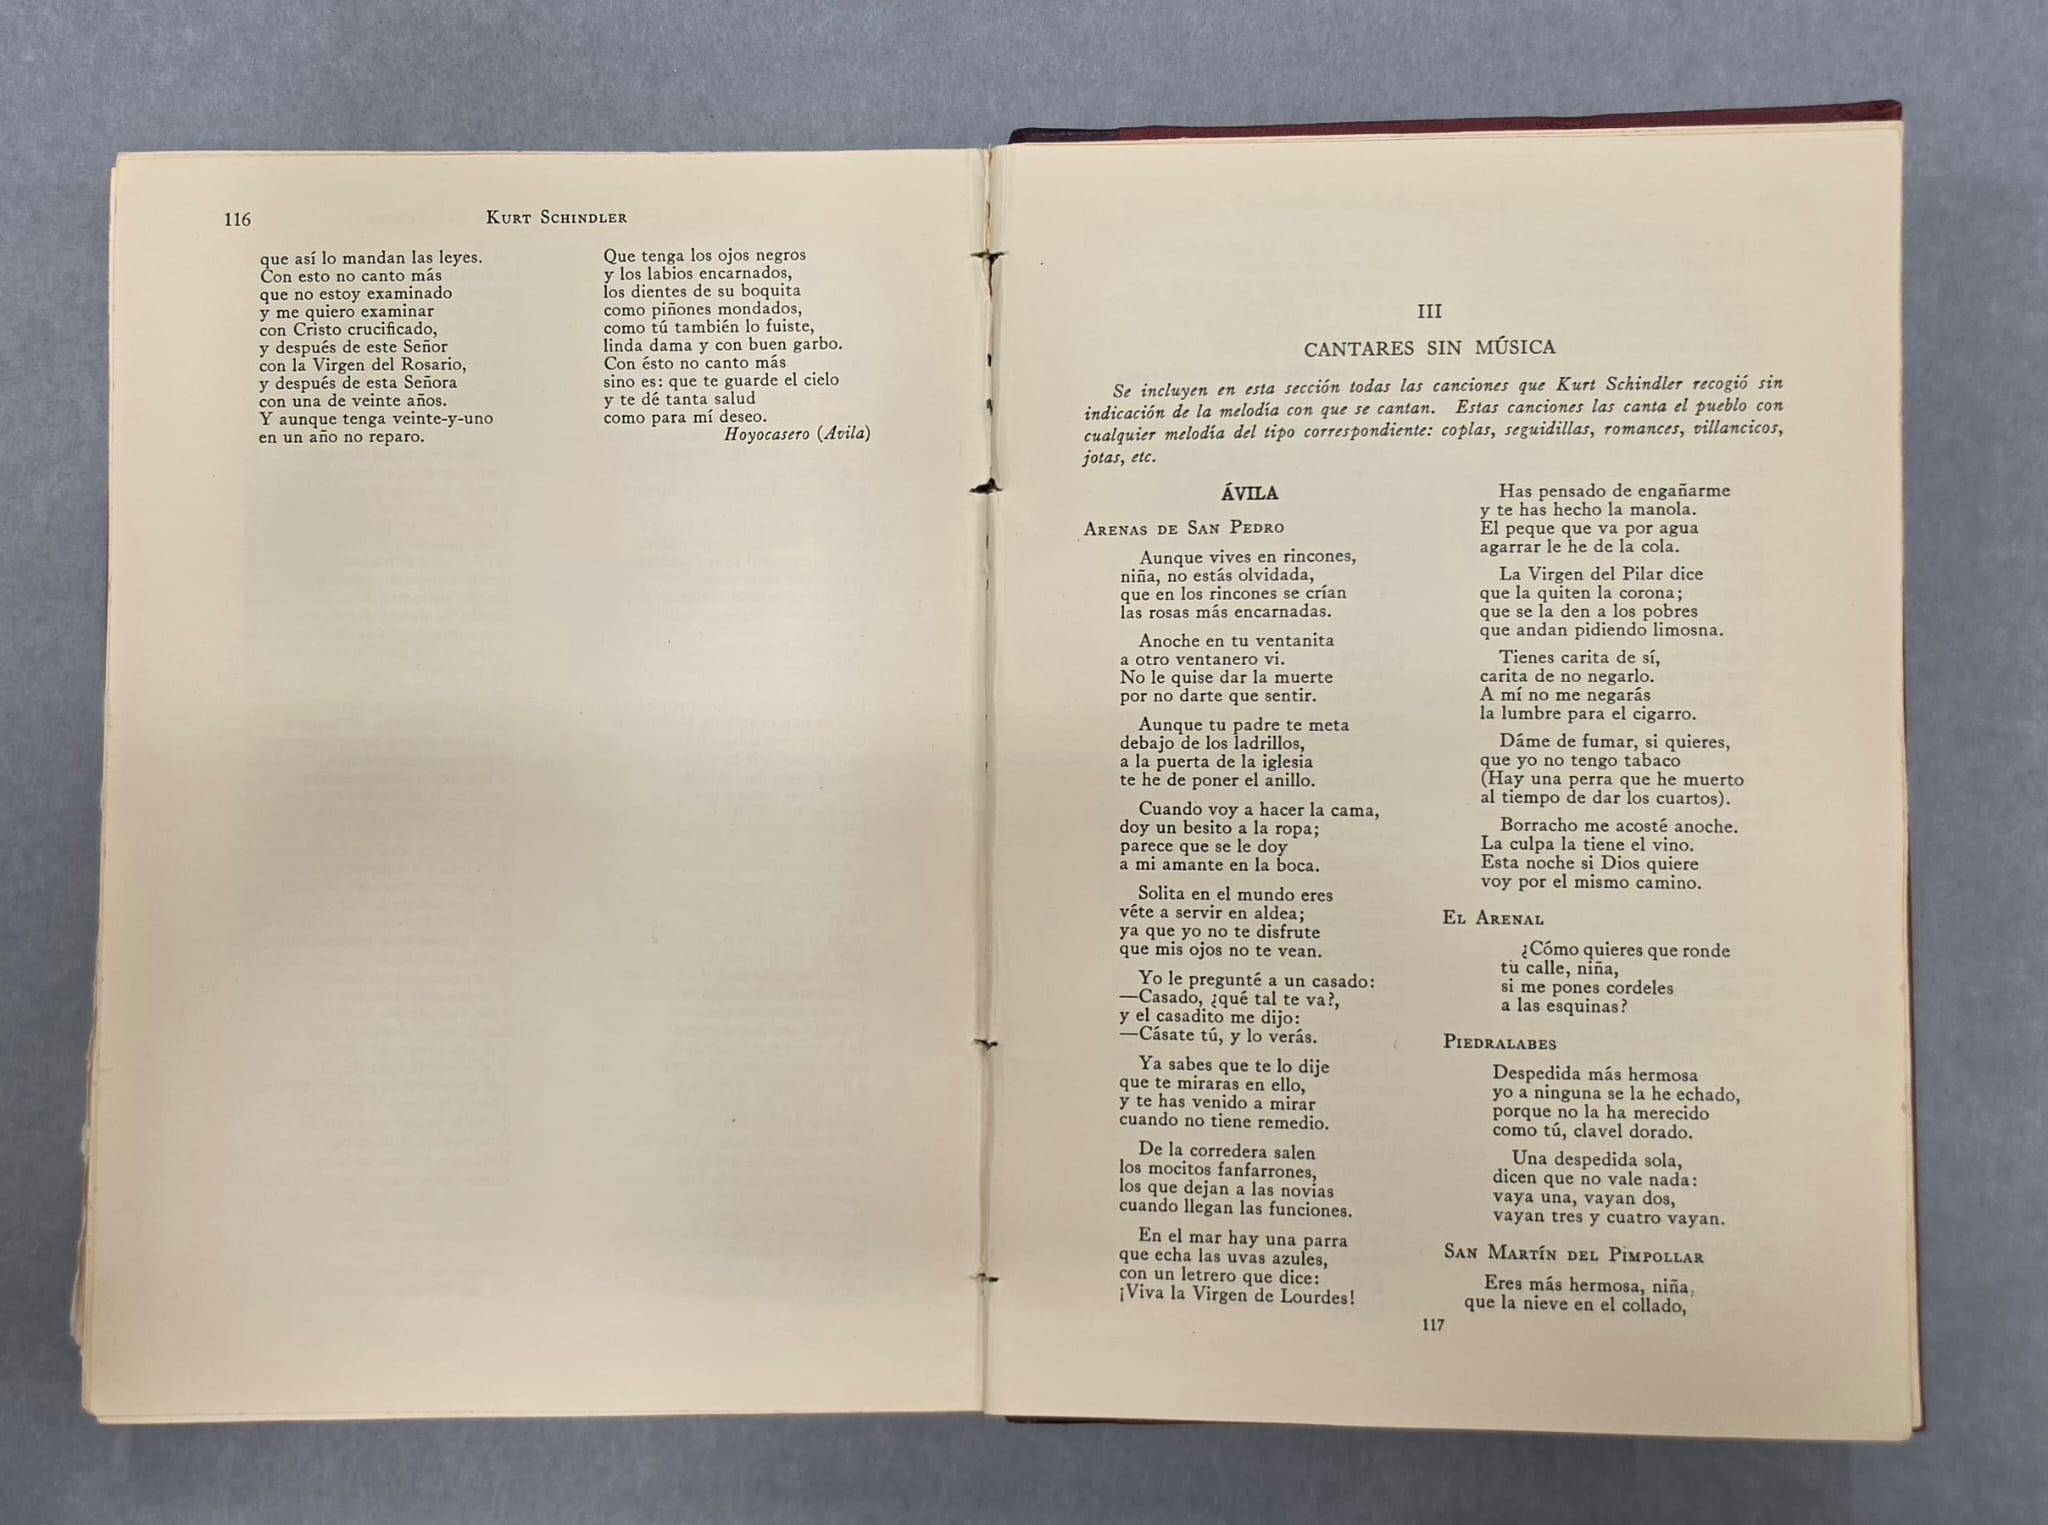 116
KURT SCHINDLER
que así lo mandan las leyes.
Con esto no canto más
que no estoy examinado
y me quiero examinar
con Cristo crucificado,
y después de este Señor
con la Virgen del Rosario,
y después de esta Señora
con una de veinte años.
Y aunque tenga veinte-y-uno
en un año no reparo.
Que tenga los ojos negros
y los labios encarnados,
los dientes de su boquita
como piñones mondados,
como tú también lo fuiste,
linda dama y con buen garbo.
Con ésto no canto más
sino es: que te guarde el cielo
y te dé tanta salud
como para mí deseo.
Hoyocasero (Avila)
III
CANTARES SIN MÚSICA
Se incluyen en esta sección todas las canciones que Kurt Schindler recogió sin
indicación de la melodía con que se cantan. Estas canciones las canta el pueblo con
cualquier melodía del tipo correspondiente: coplas, seguidillas, romances, villancicos,
jotas, etc.
ÁVILA
ARENAS DE SAN PEDRO
Aunque vives en rincones,
niña, no estás olvidada,
que en los rincones se crían
las rosas más encarnadas.
Anoche en tu ventanita
a otro ventanero vi.
No le quise dar la muerte
por no darte que sentir.
Aunque tu padre te meta
debajo de los ladrillos,
a la puerta de la iglesia
te he de poner el anillo.
Cuando voy a hacer la cama,
doy un besito a la ropa;
parece que se le doy
a mi amante en la boca.
Solita en el mundo eres
véte a servir en aldea;
ya que yo no te disfrute
que mis ojos no te vean.
Yo le pregunté a un casado:
—Casado, ¿qué tal te va?,
y el casadito me dijo:
—Cásate tú, y lo verás.
Ya sabes que te lo dije
que te miraras en ello,
y te has venido a mirar
cuando no tiene remedio.
De la corredera salen
los mocitos fanfarrones,
los que dejan a las novias
cuando llegan las funciones.
En el mar hay una parra
que echa las uvas azules,
con un letrero que dice:
¡Viva la Virgen de Lourdes!
Has pensado de engañarme
y te has hecho la manola.
El peque que va por agua
agarrar le he de la cola.
La Virgen del Pilar dice
que la quiten la corona;
que se la den a los pobres
que andan pidiendo limosna.
Tienes carita de sí,
carita de no negarlo.
A mí no me negarás
la lumbre para el cigarro.
Dáme de fumar, si quieres,
que yo no tengo tabaco
(Hay una perra que he muerto
al tiempo de dar los cuartos).
Borracho me acosté anoche.
La culpa la tiene el vino.
Esta noche si Dios quiere
voy por el mismo camino.
EL ARENAL
¿Cómo quieres que ronde
tu calle, niña,
si me pones cordeles
a las esquinas?
PIEDRALABES
Despedida más hermosa
yo a ninguna se la he echado,
porque no la ha merecido
como tú, clavel dorado.
Una despedida sola,
dicen que no vale nada:
vaya una, vayan dos,
vayan tres y cuatro vayan.
SAN MARTÍN DEL PIMPOLLAR
Eres más hermosa, niña,
que la nieve en el collado,
117